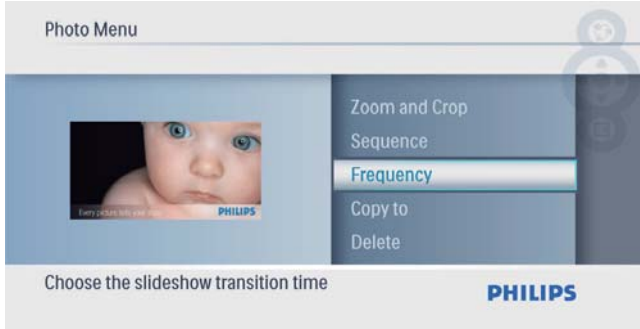 Photo Menu
Zoom and Crop
Sequence
Frequency
Copy to
Delete
Every picture tells your story
PHILIPS
Choose the slideshow transition time
PHILIPS